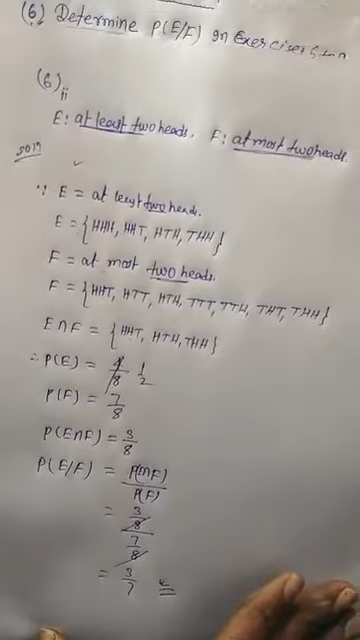 (6) Determine P(E/F) in Exercises 6 to
(6) ii
E: at least two heads. F: at most two heads.
soln
∵ E = at least two heads.
E = {HHH, HHT, HTH, THH}
F = at most two heads.
F = {HHT, HTT, HTH, TTT, TTH, THT, THH}
E∩F = {HHT, HTH, THH}
∴ P(E) = 4/8 1/2
P(F) = 7/8
P(E∩F) = 3/8
P(E/F) = P(E∩F)/P(F)
= 3/8 / 7/8
= 3/7